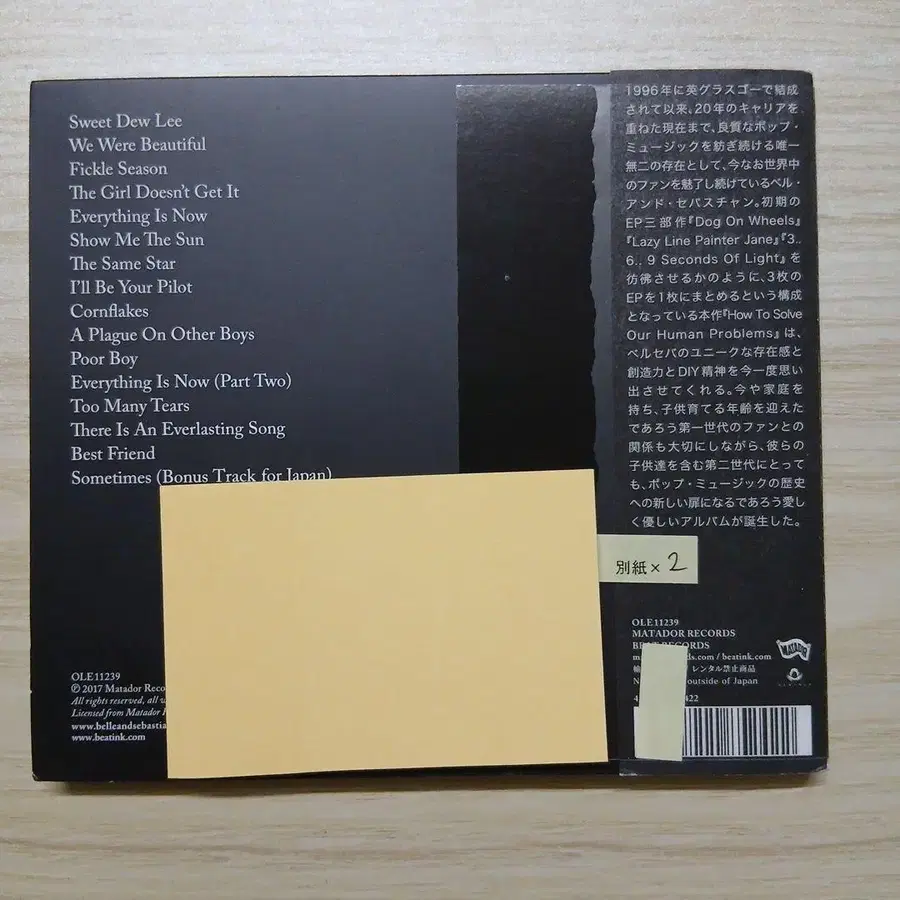 Sweet Dew Lee
We Were Beautiful
Fickle Season
The Girl Doesn't Get It
Everything Is Now
Show Me The Sun
The Same Star
I'll Be Your Pilot
Cornflakes
A Plague On Other Boys
Poor Boy
Everything Is Now (Part Two)
Too Many Tears
There Is An Everlasting Song
Best Friend
Sometimes (Bonus Track for Japan)
OLE11239
℗ 2017 Matador
All rights reserved, all
Licensed from Matador
www.belleandsebastia
www.beatink.com
1996年に英グラスゴーで結成
されて以来、20年のキャリアを
重ねた現在まで、良質なポップ・
ミュージックを紡ぎ続ける唯一
無二の存在として、今なお世界中
のファンを魅了し続けているベル・
アンド・セバスチャン。初期の
EP三部作『Dog On Wheels』
『Lazy Line Painter Jane』『3..
6.. 9 Seconds Of Light』を
彷彿させるかのように、3枚の
EPを1枚にまとめるという構成
となっている本作『How To Solve
Our Human Problems』は、
ベルセバのユニークな存在感と
創造力とDIY精神を今一度思い
出させてくれる。今や家庭を
持ち、子供育てる年齢を迎えた
であろう第一世代のファンとの
関係も大切にしながら、彼らの
子供達を含む第二世代にとって
も、ポップ・ミュージックの歴史
への新しい扉になるであろう愛し
く優しいアルバムが誕生した。
別紙×2
OLE11239
MATADOR RECORDS
BEAT RECORDS
ds.com / beatink.com
レンタル禁止商品
outside of Japan
422
MATADOR